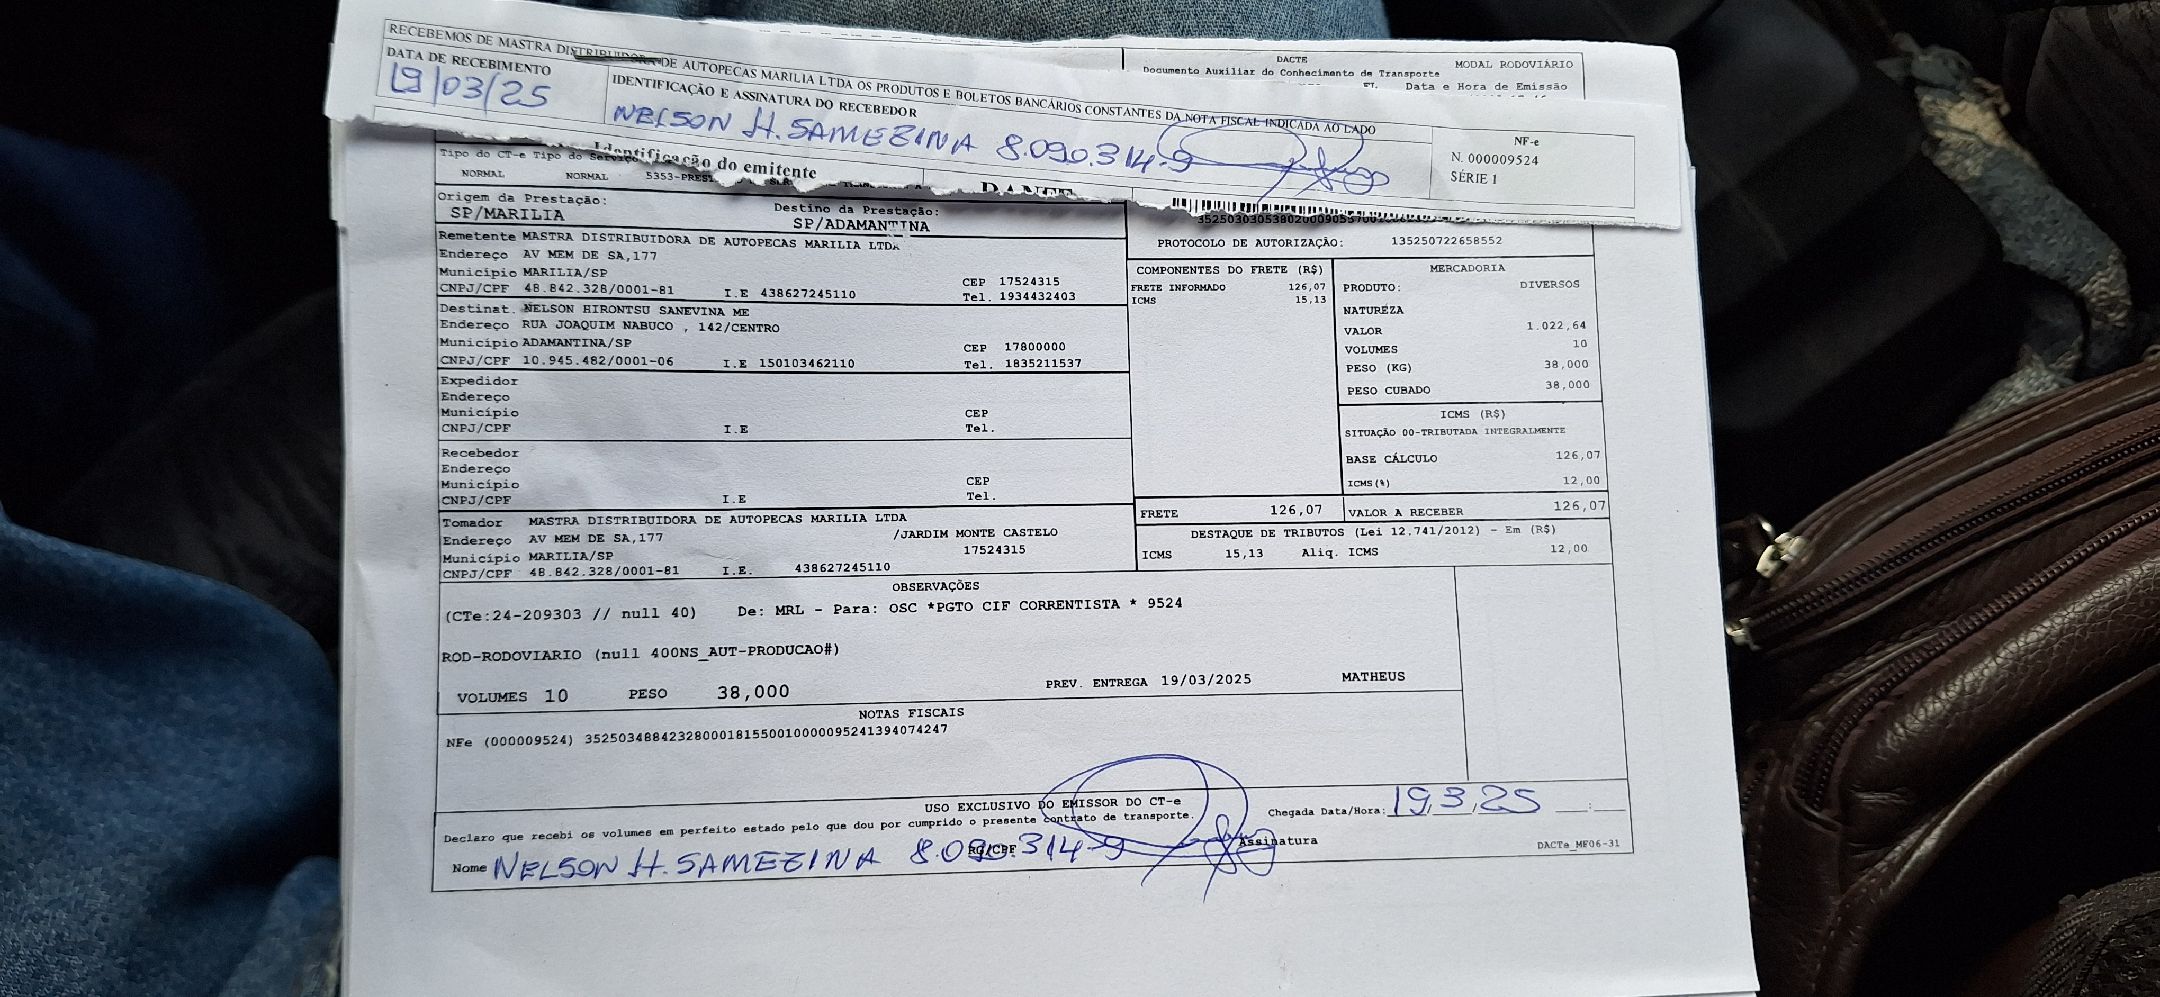 RECEBEMOS DE MASTRA DISTRIBUIDORA DE AUTOPECAS MARILIA LTDA OS PRODUTOS E BOLETOS BANCÁRIOS CONSTANTES DA NOTA FISCAL INDICADA AO LADO
DATA DE RECEBIMENTO
19/03/25
IDENTIFICAÇÃO E ASSINATURA DO RECEBEDOR
NELSON H. SAMEZINA 8.090.314-9
NF-e
N. 000009524
SÉRIE 1
DACTE
Documento Auxiliar do Conhecimento de Transporte
MODAL RODOVIÁRIO
FL
Data e Hora de Emissão
Identificação do emitente
DANFE
Tipo do CT-e Tipo do Serviço
NORMAL NORMAL 5353-PREST
Origem da Prestação:
SP/MARILIA
Destino da Prestação:
SP/ADAMANTINA
Remetente MASTRA DISTRIBUIDORA DE AUTOPECAS MARILIA LTDA
Endereço AV MEM DE SA,177
Município MARILIA/SP CEP 17524315
CNPJ/CPF 48.842.328/0001-81 I.E 438627245110 Tel. 1934432403
Destinat. NELSON HIRONTSU SANEVINA ME
Endereço RUA JOAQUIM NABUCO , 142/CENTRO
Município ADAMANTINA/SP CEP 17800000
CNPJ/CPF 10.945.482/0001-06 I.E 150103462110 Tel. 1835211537
Expedidor
Endereço
Município CEP
CNPJ/CPF I.E Tel.
Recebedor
Endereço
Município CEP
CNPJ/CPF I.E Tel.
Tomador MASTRA DISTRIBUIDORA DE AUTOPECAS MARILIA LTDA
Endereço AV MEM DE SA,177 /JARDIM MONTE CASTELO
Município MARILIA/SP 17524315
CNPJ/CPF 48.842.328/0001-81 I.E. 438627245110
PROTOCOLO DE AUTORIZAÇÃO: 135250722658552
COMPONENTES DO FRETE (R$)
FRETE INFORMADO 126,07
ICMS 15,13
MERCADORIA
PRODUTO: DIVERSOS
NATUREZA
VALOR 1.022,64
VOLUMES 10
PESO (KG) 38,000
PESO CUBADO 38,000
ICMS (R$)
SITUAÇÃO 00-TRIBUTADA INTEGRALMENTE
BASE CÁLCULO 126,07
ICMS(%) 12,00
FRETE 126,07 VALOR A RECEBER 126,07
DESTAQUE DE TRIBUTOS (Lei 12.741/2012) - Em (R$)
ICMS 15,13 Aliq. ICMS 12,00
OBSERVAÇÕES
(CTe:24-209303 // null 40) De: MRL - Para: OSC *PGTO CIF CORRENTISTA * 9524
ROD-RODOVIARIO (null 400NS_AUT-PRODUCAO#)
VOLUMES 10 PESO 38,000 PREV. ENTREGA 19/03/2025 MATHEUS
NOTAS FISCAIS
NFe (000009524) 35250348842328000181550010000095241394074247
USO EXCLUSIVO DO EMISSOR DO CT-e
Declaro que recebi os volumes em perfeito estado pelo que dou por cumprido o presente contrato de transporte.
Chegada Data/Hora: 19,3,25 __:__
Nome NELSON H. SAMEZINA RG/CPF 8.090.314-9 Assinatura
DACTe_MF06-31